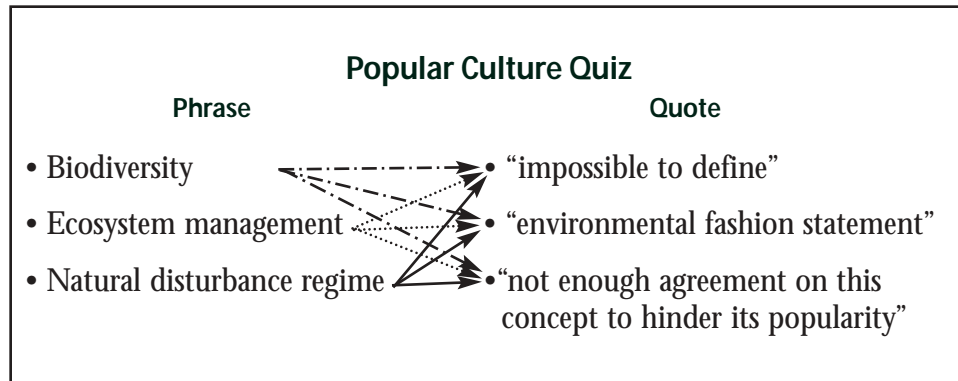 Popular Culture Quiz
Phrase Quote
• Biodiversity • “impossible to define”
• Ecosystem management • “environmental fashion statement”
• Natural disturbance regime • “not enough agreement on this
concept to hinder its popularity”